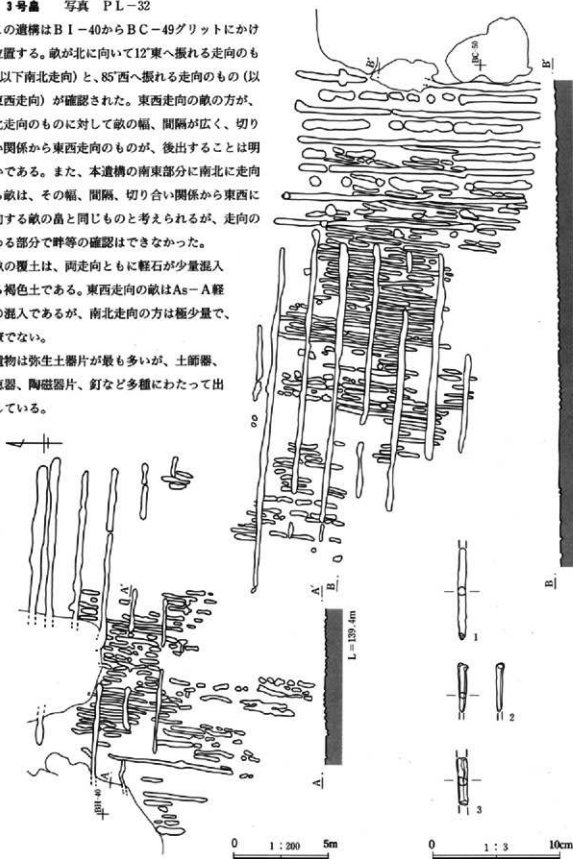 3号畠　写真 PL-32
の遺構はBI-40からBC-49グリットにかけ
位置する。畝が北に向いて12°東へ振れる走向のも
以下南北走向)と、85°西へ振れる走向のもの(以
東西走向)が確認された。東西走向の畝の方が、
走向のものに対して畝の幅、間隔が広く、切り
い関係から東西走向のものが、後出することは明
かである。また、本遺構の南東部分に南北に走向
る畝は、その幅、間隔、切り合い関係から東西に
向する畝の畠と同じものと考えられるが、走向の
わる部分で畔等の確認はできなかった。
の覆土は、両走向ともに軽石が少量混入
る褐色土である。東西走向の畝はAs-A軽
の混入であるが、南北走向の方は極少量で、
でない。
遺物は弥生土器片が最も多いが、土師器、
恵器、陶磁器片、釘など多種にわたって出
している。
B'
BC-50
B'
A'
A'
B
L=139.4m
B
A
BH-40
A
1
2
3
0 1:200 5m
0 1:3 10cm